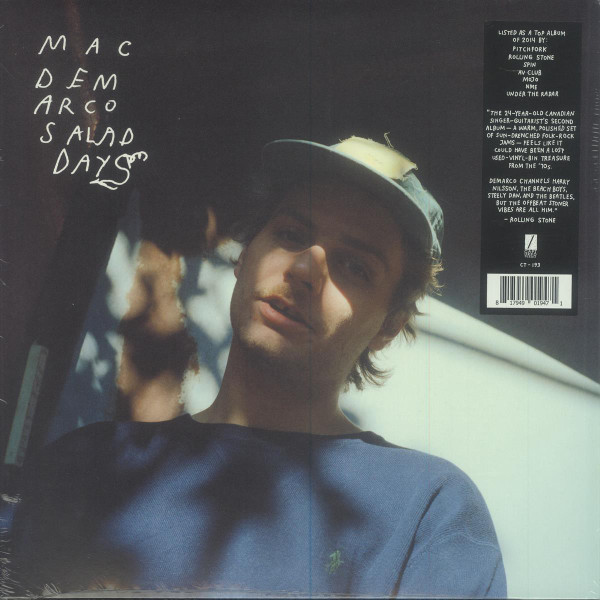 MAC
DEM
ARCO
SALAD
DAYS
LISTED AS A TOP ALBUM
OF 2014 BY:
PITCHFORK
ROLLING STONE
SPIN
AV CLUB
MOJO
NME
UNDER THE RADAR
"THE 24-YEAR-OLD CANADIAN
SINGER-GUITARIST'S SECOND
ALBUM — A WARM, POLISHED SET
OF SUN-DRENCHED FOLK-ROCK
JAMS — FEELS LIKE IT
COULD HAVE BEEN A LOST
USED-VINYL-BIN TREASURE
FROM THE '70s.
DEMARCO CHANNELS HARRY
NILSSON, THE BEACH BOYS,
STEELY DAN, AND THE BEATLES,
BUT THE OFFBEAT STONER
VIBES ARE ALL HIM."
- ROLLING STONE
CT-193
8 17949 01947 1